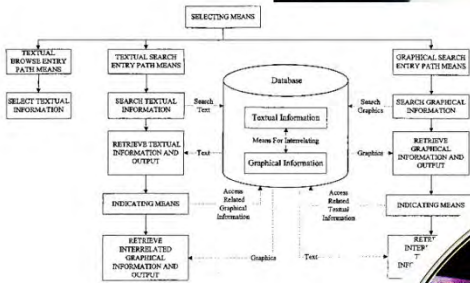 SELECTING MEANS
TEXTUAL
BROWSE ENTRY
PATH MEANS
SELECT TEXTUAL
INFORMATION
TEXTUAL SEARCH
ENTRY PATH MEANS
SEARCH TEXTUAL
INFORMATION
RETRIEVE TEXTUAL
INFORMATION AND
OUTPUT
INDICATING MEANS
RETRIEVE
INTERRELATED
GRAPHICAL
INFORMATION AND
OUTPUT
Search
Text
Text
Access
Related
Graphical
Information
Graphics
Database
Textual Information
Means For Interrelating
Graphical Information
Search
Graphics
Graphics
Access
Related
Textual
Information
Text
GRAPHICAL SEARCH
ENTRY PATH MEANS
SEARCH GRAPHICAL
INFORMATION
RETRIEVE
GRAPHICAL
INFORMATION AND
OUTPUT
INDICATING MEANS